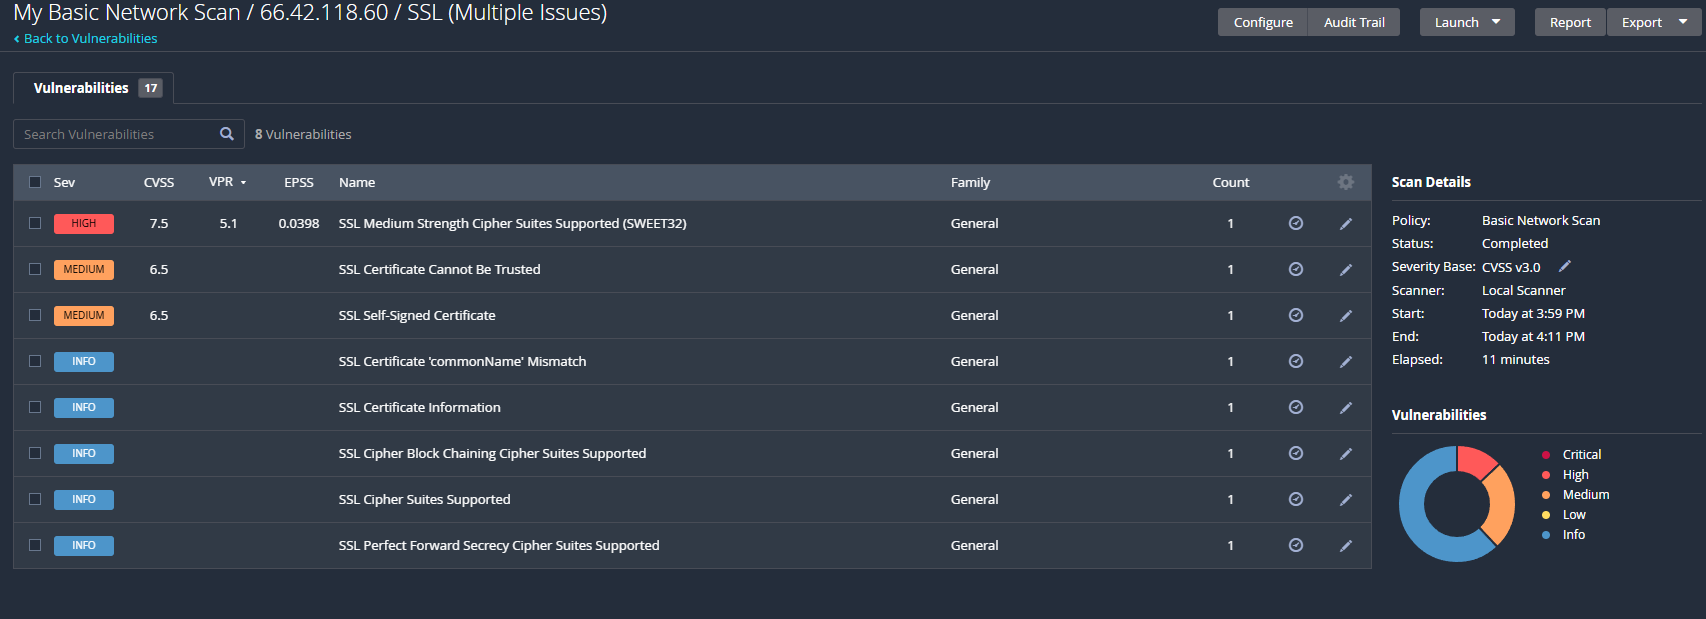 My Basic Network Scan / 66.42.118.60 / SSL (Multiple Issues)
Back to Vulnerabilities
Configure Audit Trail Launch Report Export
Vulnerabilities 17
Search Vulnerabilities 8 Vulnerabilities
Sev CVSS VPR EPSS Name Family Count
HIGH 7.5 5.1 0.0398 SSL Medium Strength Cipher Suites Supported (SWEET32) General 1
MEDIUM 6.5 SSL Certificate Cannot Be Trusted General 1
MEDIUM 6.5 SSL Self-Signed Certificate General 1
INFO SSL Certificate 'commonName' Mismatch General 1
INFO SSL Certificate Information General 1
INFO SSL Cipher Block Chaining Cipher Suites Supported General 1
INFO SSL Cipher Suites Supported General 1
INFO SSL Perfect Forward Secrecy Cipher Suites Supported General 1
Scan Details
Policy: Basic Network Scan
Status: Completed
Severity Base: CVSS v3.0
Scanner: Local Scanner
Start: Today at 3:59 PM
End: Today at 4:11 PM
Elapsed: 11 minutes
Vulnerabilities
Critical
High
Medium
Low
Info